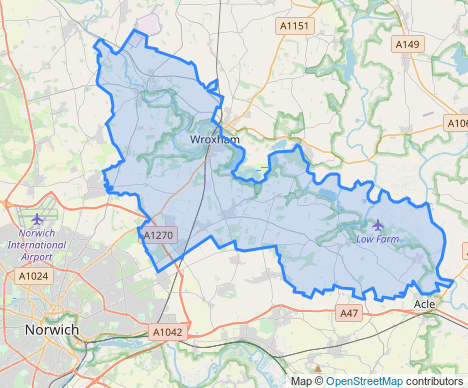 A1151
A149
A106
Wroxham
Norwich
International
Airport
A1270
Low Farm
A1024
Acle
A47
Norwich
A1042
Map © OpenStreetMap contributors